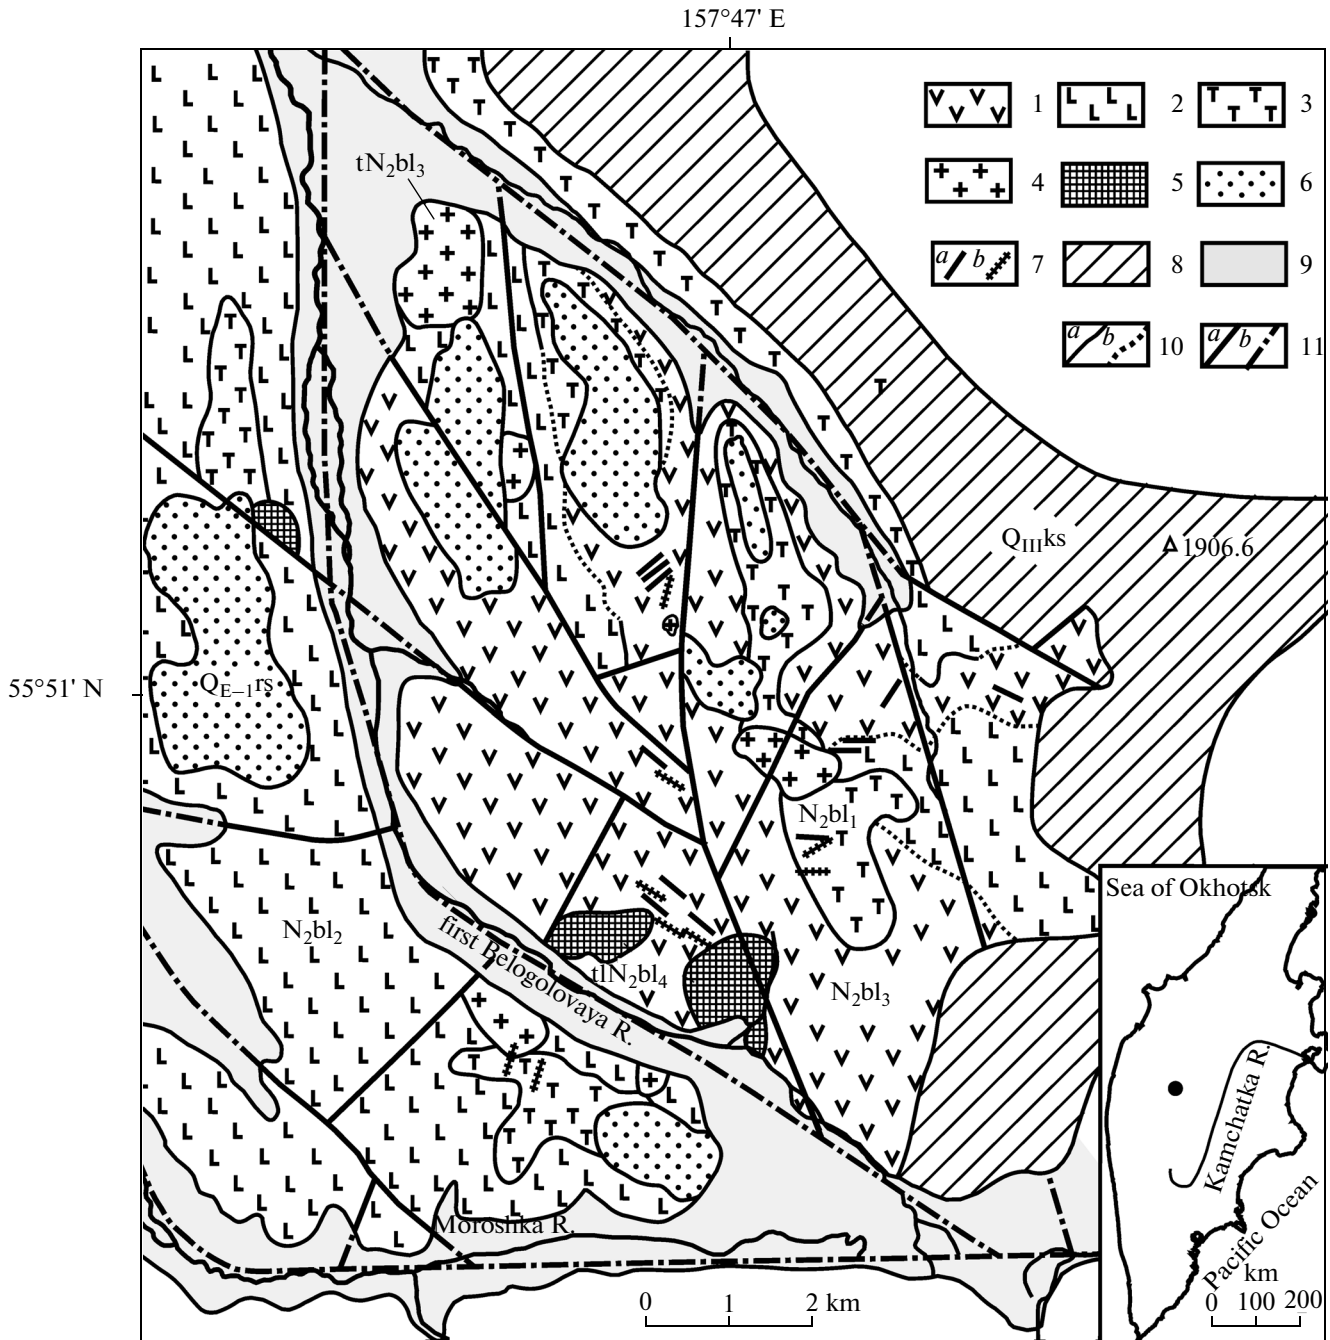 157°47' E
1
2
3
4
5
6
a b 7
8
9
a b 10
a b 11
tN₂bl₃
Q_IIIks
1906.6
55°51' N
Q_E–1rs
N₂bl₁
N₂bl₂
first Belogolovaya R.
tlN₂bl₄
N₂bl₃
Moroshka R.
0 1 2 km
Sea of Okhotsk
Kamchatka R.
Pacific Ocean
km
0 100 200